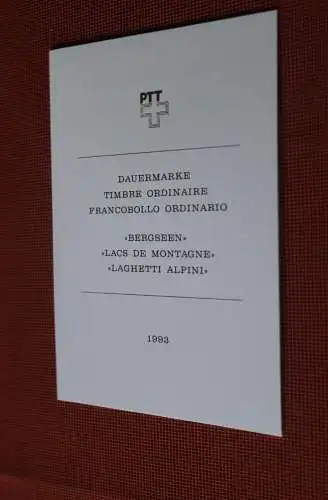 PTT
DAUERMARKE
TIMBRE ORDINAIRE
FRANCOBOLLO ORDINARIO
«BERGSEEN»
«LACS DE MONTAGNE»
«LAGHETTI ALPINI»
1993